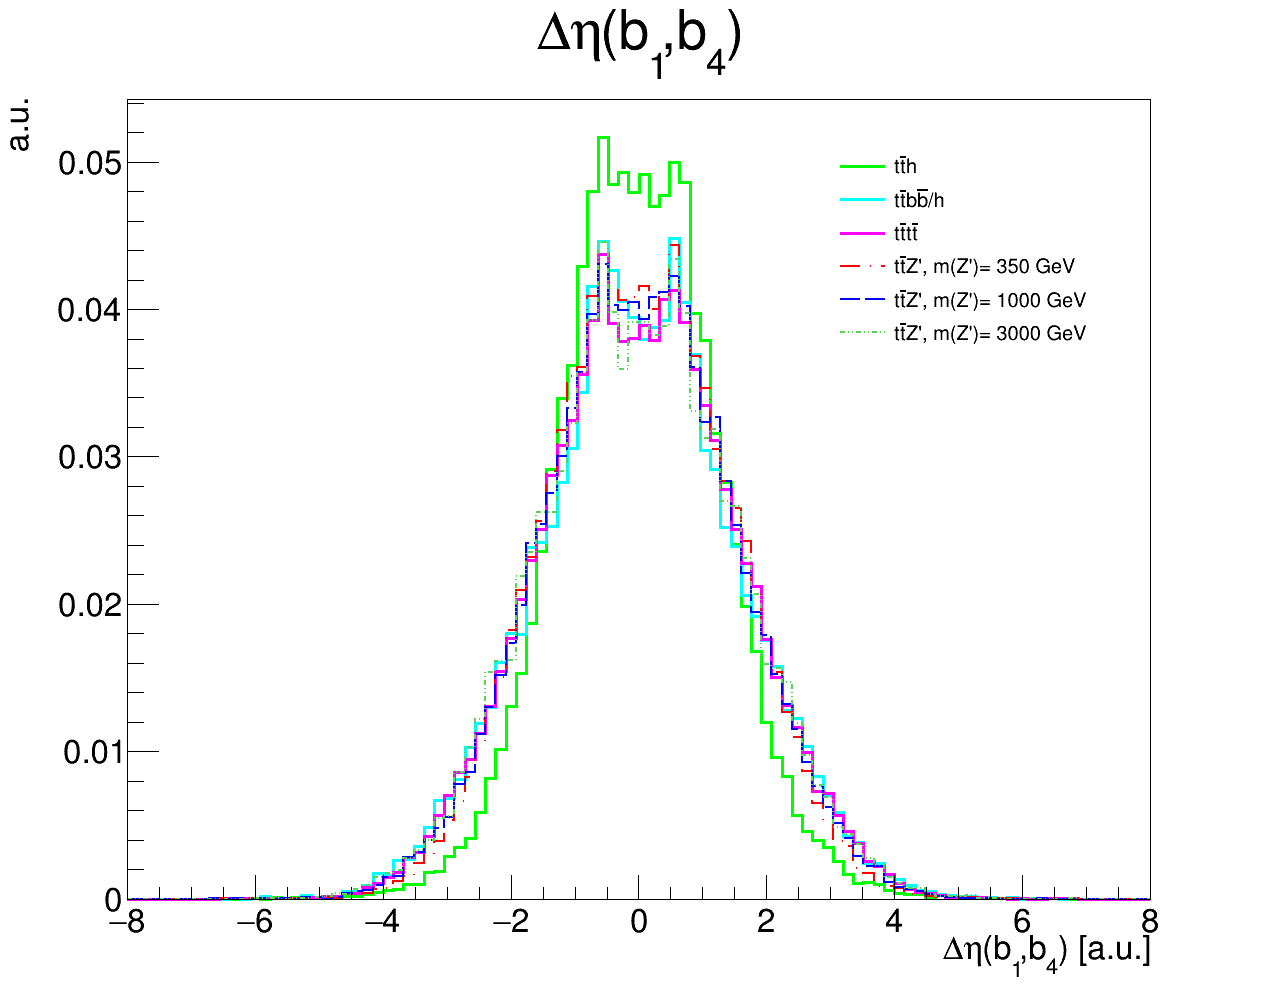 Δη(b₁,b₄)
a.u.
0.05
0.04
0.03
0.02
0.01
0
tt̄h
tt̄bb̄/h
tt̄tt̄
tt̄Z', m(Z')= 350 GeV
tt̄Z', m(Z')= 1000 GeV
tt̄Z', m(Z')= 3000 GeV
−8 −6 −4 −2 0 2 4 6 8
Δη(b₁,b₄) [a.u.]